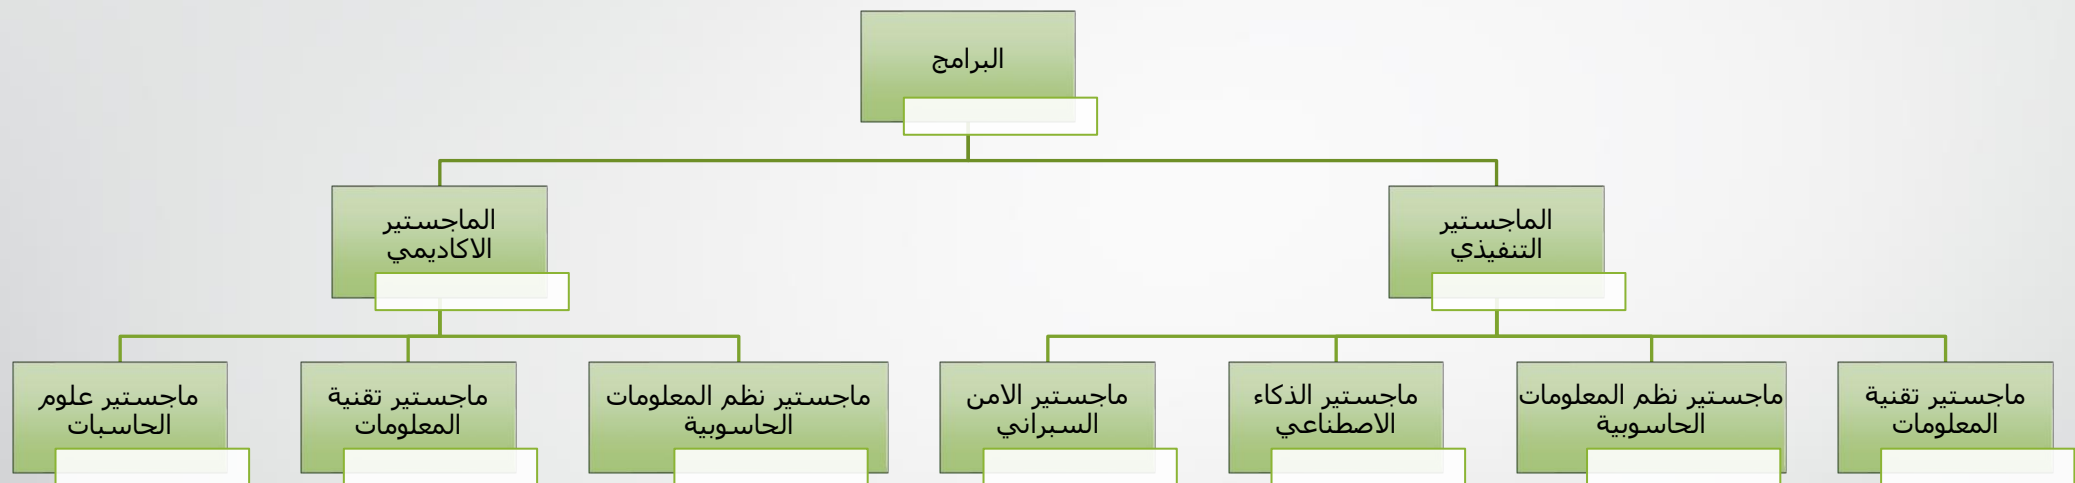 البرامج
الماجستير
التنفيذي
الماجستير
الاكاديمي
ماجستير تقنية
المعلومات
ماجستير نظم المعلومات
الحاسوبية
ماجستير الذكاء
الاصطناعي
ماجستير الامن
السبراني
ماجستير نظم المعلومات
الحاسوبية
ماجستير تقنية
المعلومات
ماجستير علوم
الحاسبات